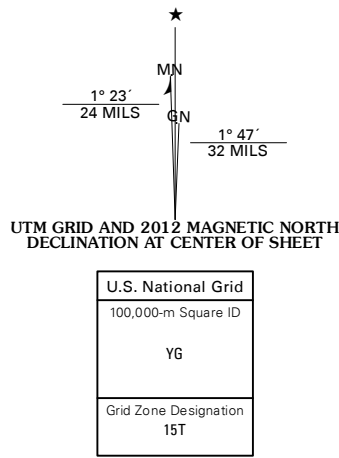 ★
MN
1° 23´
24 MILS
GN
1° 47´
32 MILS
UTM GRID AND 2012 MAGNETIC NORTH
DECLINATION AT CENTER OF SHEET
U.S. National Grid
100,000-m Square ID
YG
Grid Zone Designation
15T